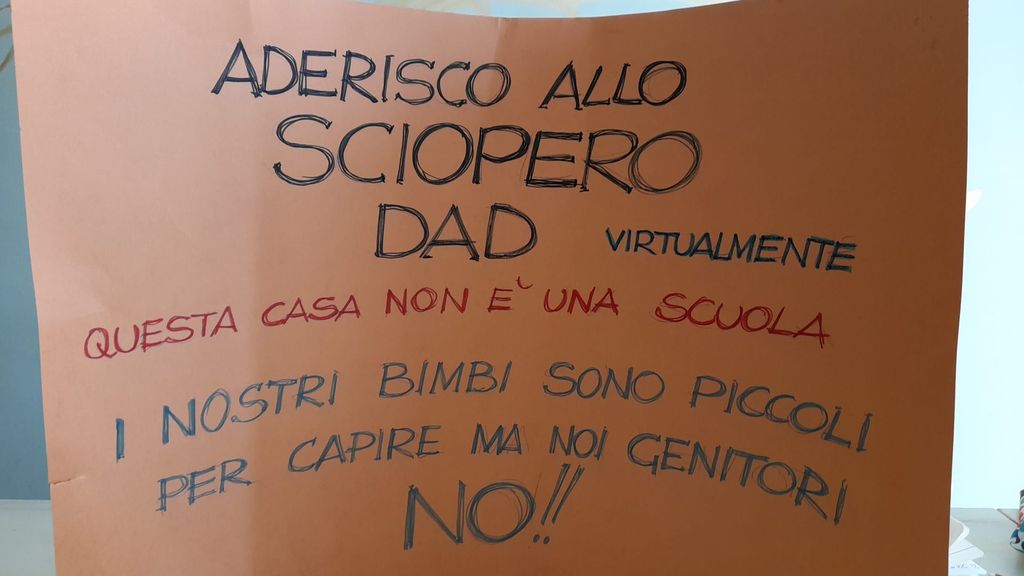 ADERISCO ALLO
SCIOPERO
DAD VIRTUALMENTE
QUESTA CASA NON E' UNA SCUOLA
I NOSTRI BIMBI SONO PICCOLI
PER CAPIRE MA NOI GENITORI
NO!!